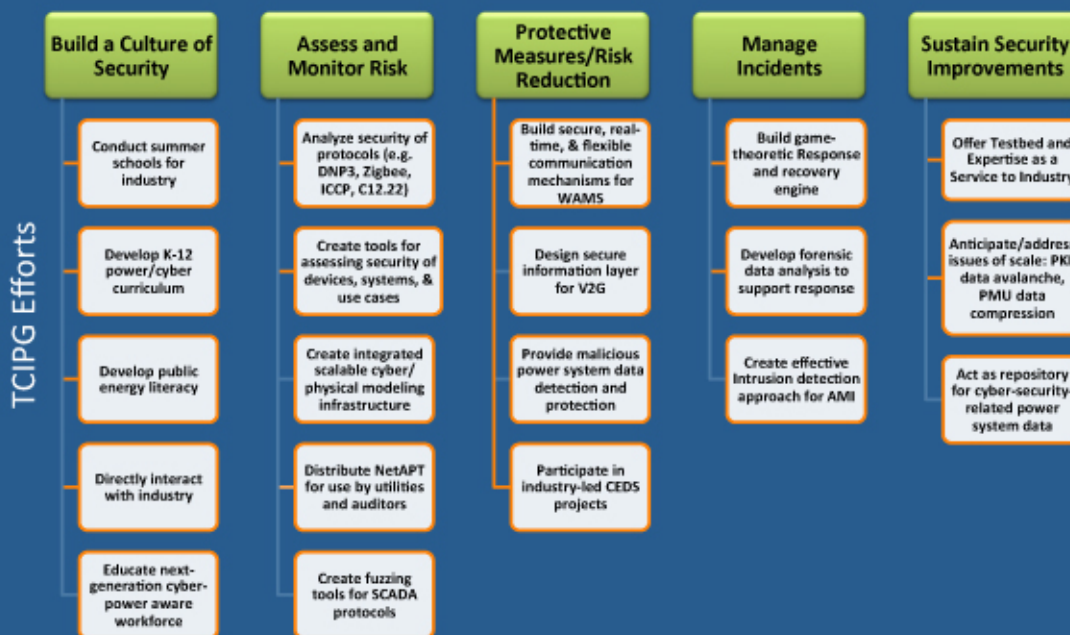 TCIPG Efforts
Build a Culture of
Security
Conduct summer
schools for
industry
Develop K-12
power/cyber
curriculum
Develop public
energy literacy
Directly interact
with industry
Educate next-
generation cyber-
power aware
workforce
Assess and
Monitor Risk
Analyze security of
protocols (e.g.
DNP3, Zigbee,
ICCP, C12.22)
Create tools for
assessing security of
devices, systems, &
use cases
Create integrated
scalable cyber/
physical modeling
infrastructure
Distribute NetAPT
for use by utilities
and auditors
Create fuzzing
tools for SCADA
protocols
Protective
Measures/Risk
Reduction
Build secure, real-
time, & flexible
communication
mechanisms for
WAMS
Design secure
information layer
for V2G
Provide malicious
power system data
detection and
protection
Participate in
industry-led CEDS
projects
Manage
Incidents
Build game-
theoretic Response
and recovery
engine
Develop forensic
data analysis to
support response
Create effective
Intrusion detection
approach for AMI
Sustain Security
Improvements
Offer Testbed and
Expertise as a
Service to Industry
Anticipate/address
issues of scale: PKI,
data avalanche,
PMU data
compression
Act as repository
for cyber-security-
related power
system data